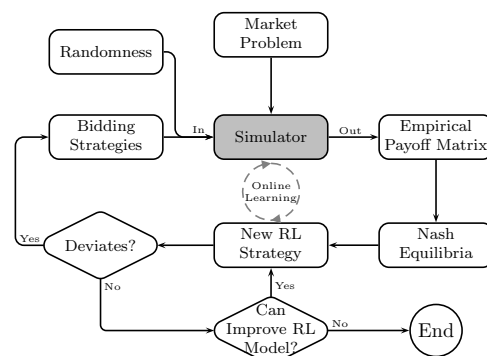 Market
Problem
Randomness
Bidding
Strategies
In
Simulator
Out
Empirical
Payoff Matrix
Online
Learning
Yes
Deviates?
New RL
Strategy
Nash
Equilibria
No
Yes
Can
Improve RL
Model?
No
End